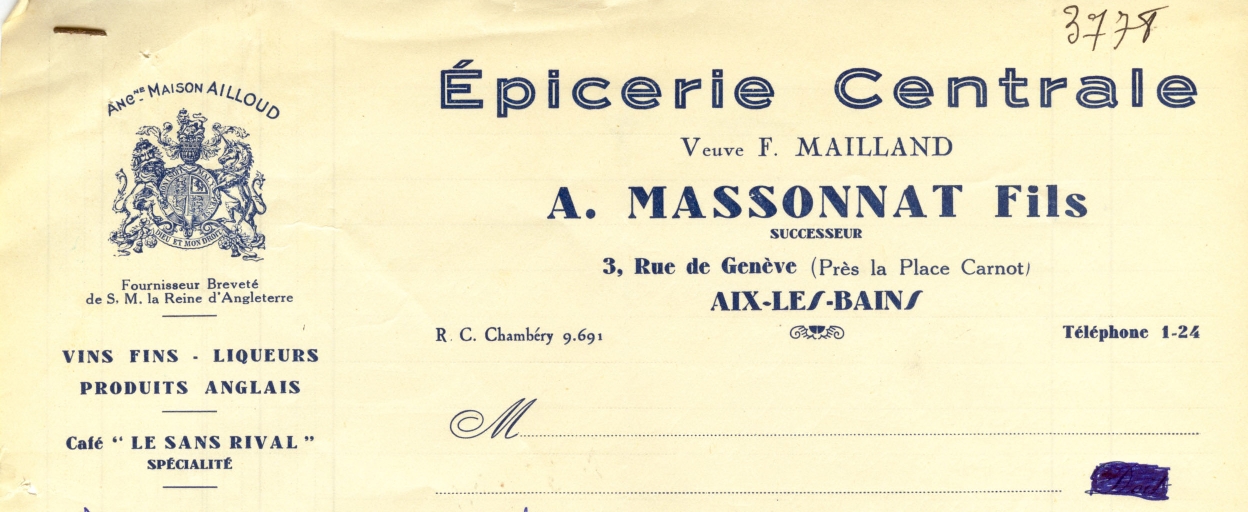 3778
Épicerie Centrale
Veuve F. MAILLAND
A. MASSONNAT Fils
SUCCESSEUR
3, Rue de Genève (Près la Place Carnot)
AIX-LES-BAINS
R. C. Chambéry 9.691
Téléphone 1-24
M
Ancne MAISON AILLOUD
DIEU ET MON DROIT
Fournisseur Breveté
de S. M. la Reine d'Angleterre
VINS FINS - LIQUEURS
PRODUITS ANGLAIS
Café “ LE SANS RIVAL ”
SPÉCIALITÉ